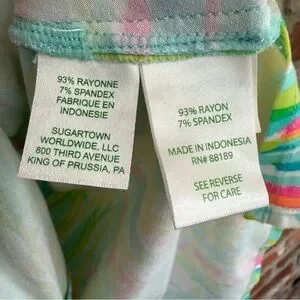 93% RAYONNE
7% SPANDEX
FABRIQUE EN
INDONESIE
SUGARTOWN
WORLDWIDE, LLC
800 THIRD AVENUE
KING OF PRUSSIA, PA
93% RAYON
7% SPANDEX
MADE IN INDONESIA
RN# 88189
SEE REVERSE
FOR CARE